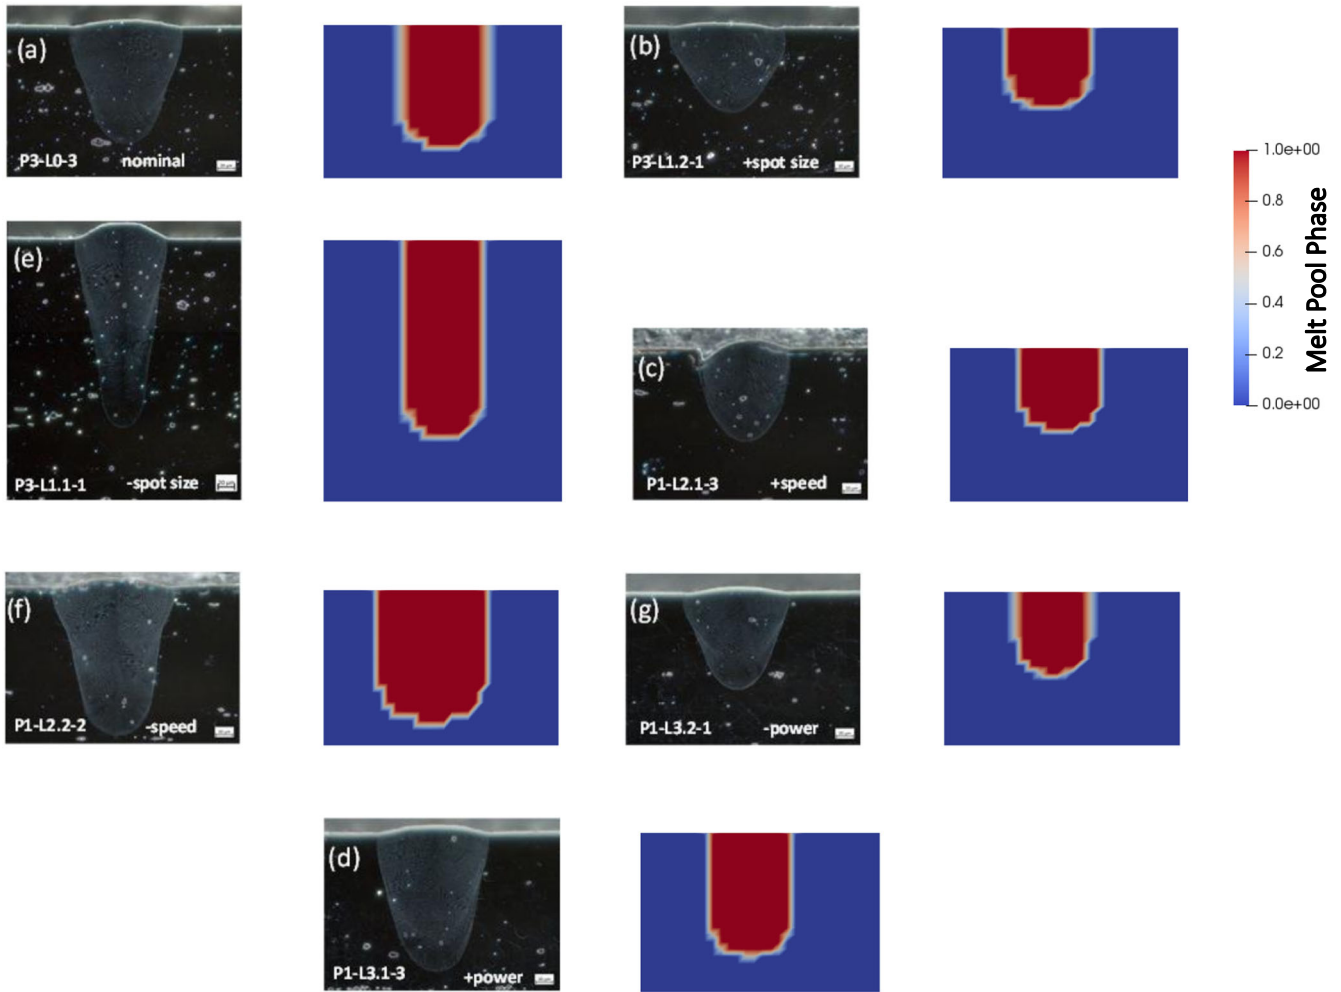 (a)
P3-L0-3 nominal
(b)
P3-L1.2-1 +spot size
1.0e+00
0.8
0.6
0.4
0.2
0.0e+00
Melt Pool Phase
(e)
P3-L1.1-1 -spot size
(c)
P1-L2.1-3 +speed
(f)
P1-L2.2-2 -speed
(g)
P1-L3.2-1 -power
(d)
P1-L3.1-3 +power